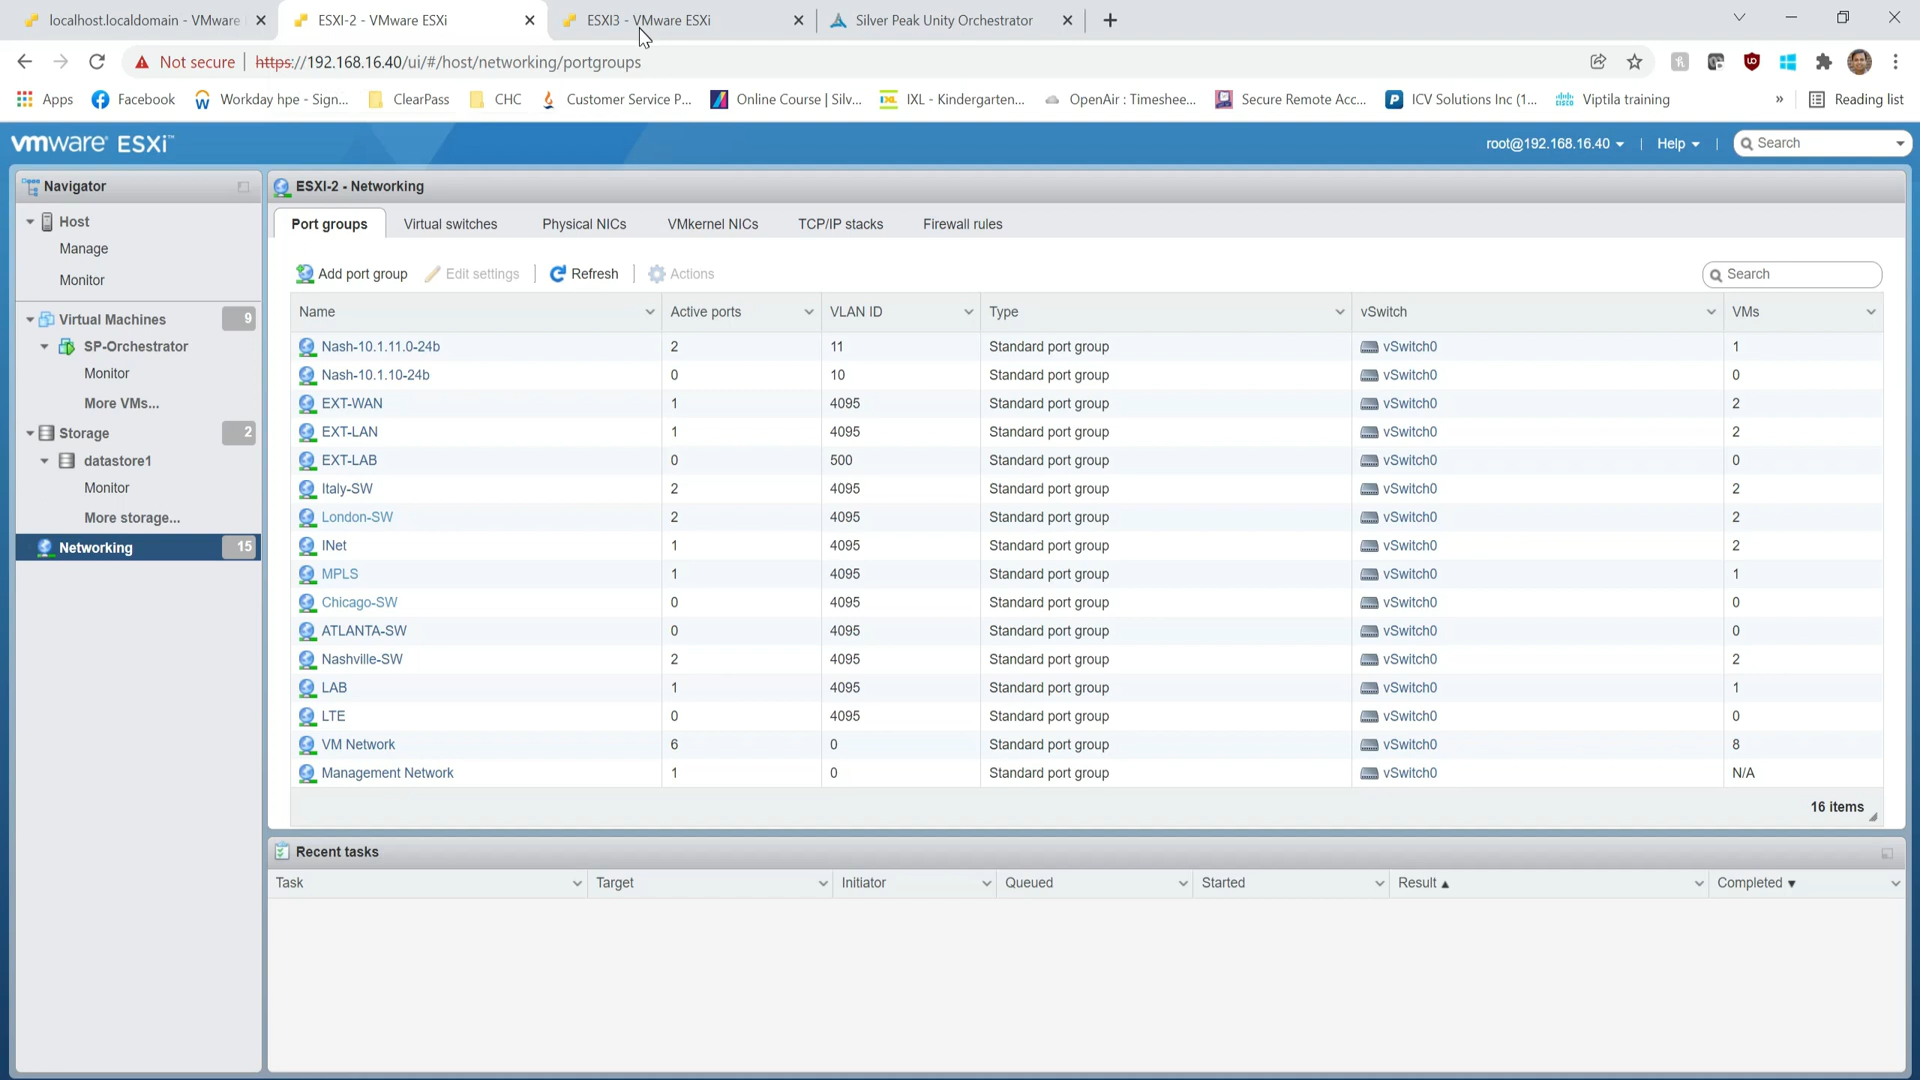 localhost.localdomain - VMware
ESXI-2 - VMware ESXi
ESXI3 - VMware ESXi
Silver Peak Unity Orchestrator
Not secure
https://192.168.16.40/ui/#/host/networking/portgroups
Apps
Facebook
Workday hpe - Sign...
ClearPass
CHC
Customer Service P...
Online Course | Silv...
IXL - Kindergarten...
OpenAir : Timeshee...
Secure Remote Acc...
ICV Solutions Inc (1...
Viptila training
»
Reading list
vmware ESXi™
root@192.168.16.40
Help
Search
Navigator
Host
Manage
Monitor
Virtual Machines 9
SP-Orchestrator
Monitor
More VMs...
Storage 2
datastore1
Monitor
More storage...
Networking 15
ESXI-2 - Networking
Port groups Virtual switches Physical NICs VMkernel NICs TCP/IP stacks Firewall rules
Add port group Edit settings Refresh Actions Search
Name Active ports VLAN ID Type vSwitch VMs
Nash-10.1.11.0-24b 2 11 Standard port group vSwitch0 1
Nash-10.1.10-24b 0 10 Standard port group vSwitch0 0
EXT-WAN 1 4095 Standard port group vSwitch0 2
EXT-LAN 1 4095 Standard port group vSwitch0 2
EXT-LAB 0 500 Standard port group vSwitch0 0
Italy-SW 2 4095 Standard port group vSwitch0 2
London-SW 2 4095 Standard port group vSwitch0 2
INet 1 4095 Standard port group vSwitch0 2
MPLS 1 4095 Standard port group vSwitch0 1
Chicago-SW 0 4095 Standard port group vSwitch0 0
ATLANTA-SW 0 4095 Standard port group vSwitch0 0
Nashville-SW 2 4095 Standard port group vSwitch0 2
LAB 1 4095 Standard port group vSwitch0 1
LTE 0 4095 Standard port group vSwitch0 0
VM Network 6 0 Standard port group vSwitch0 8
Management Network 1 0 Standard port group vSwitch0 N/A
16 items
Recent tasks
Task Target Initiator Queued Started Result ▲ Completed ▼